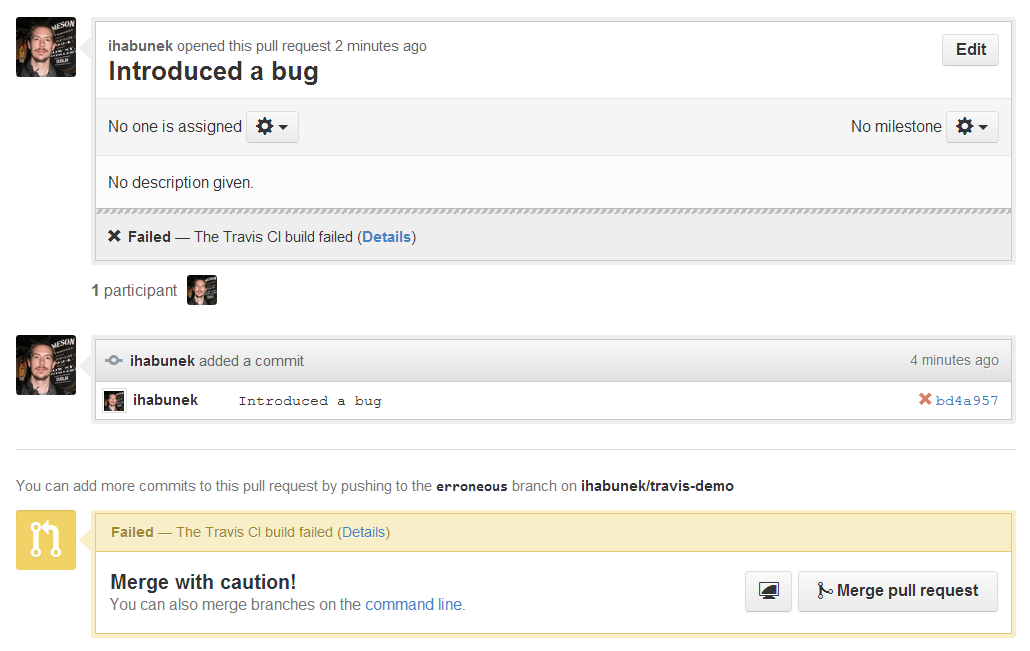 ihabunek opened this pull request 2 minutes ago
Edit
Introduced a bug
No one is assigned
No milestone
No description given.
Failed — The Travis CI build failed (Details)
1 participant
ihabunek added a commit
4 minutes ago
ihabunek Introduced a bug bd4a957
You can add more commits to this pull request by pushing to the erroneous branch on ihabunek/travis-demo
Failed — The Travis CI build failed (Details)
Merge with caution!
You can also merge branches on the command line.
Merge pull request